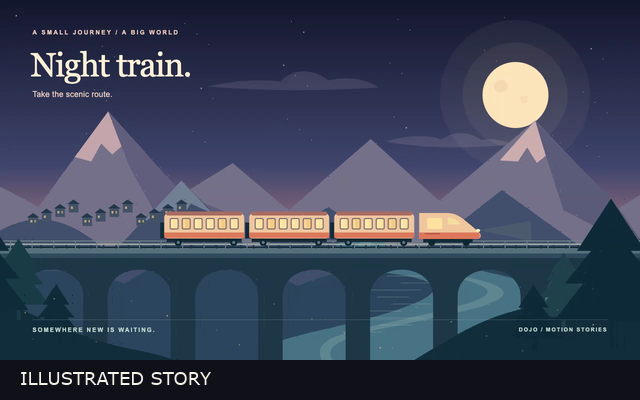 A SMALL JOURNEY / A BIG WORLD
Night train.
Take the scenic route.
SOMEWHERE NEW IS WAITING.
DOJO / MOTION STORIES
ILLUSTRATED STORY